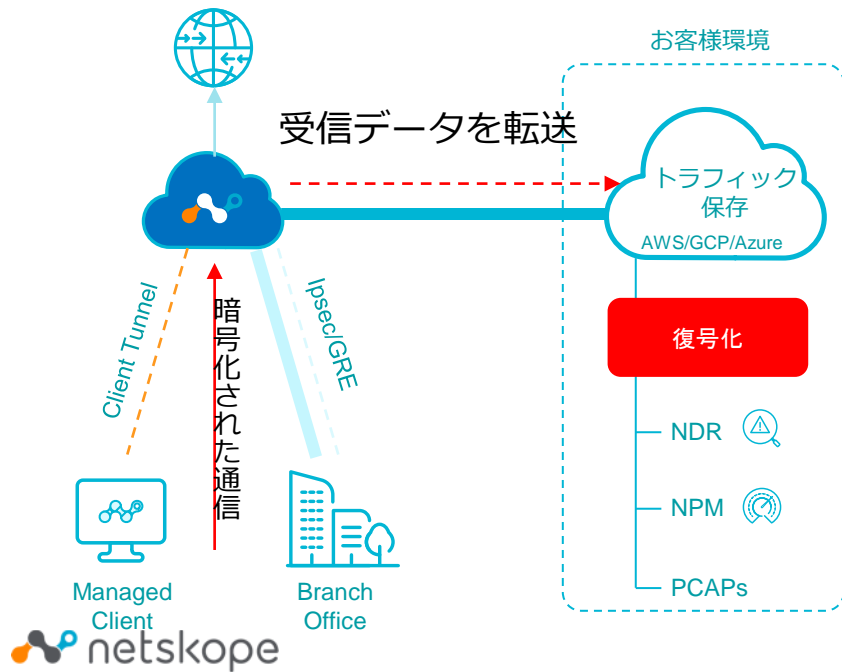 お客様環境
受信データを転送
トラフィック
保存
AWS/GCP/Azure
Client Tunnel
暗号化された通信
Ipsec/GRE
復号化
NDR
NPM
PCAPs
Managed
Client
Branch
Office
netskope